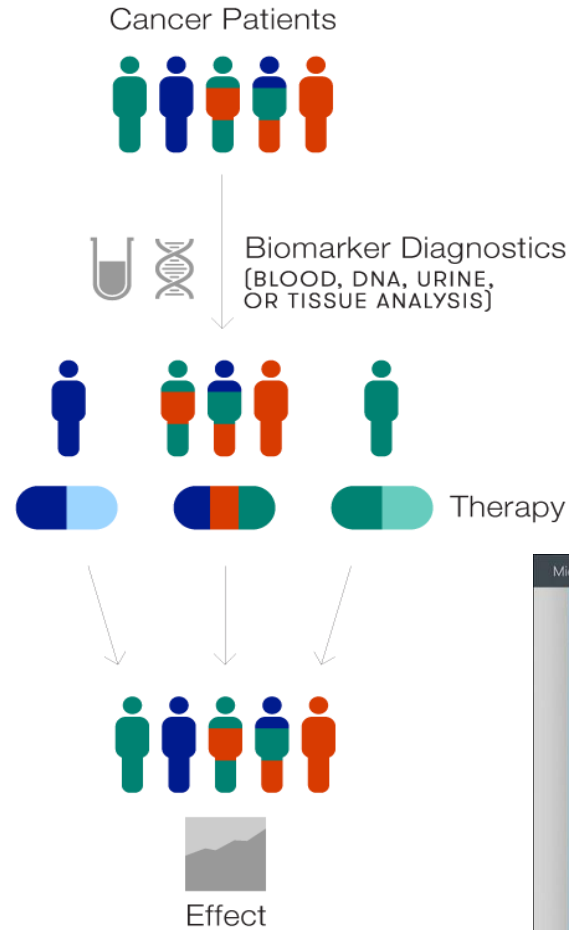 Cancer Patients
Biomarker Diagnostics
(BLOOD, DNA, URINE,
OR TISSUE ANALYSIS)
Therapy
Effect